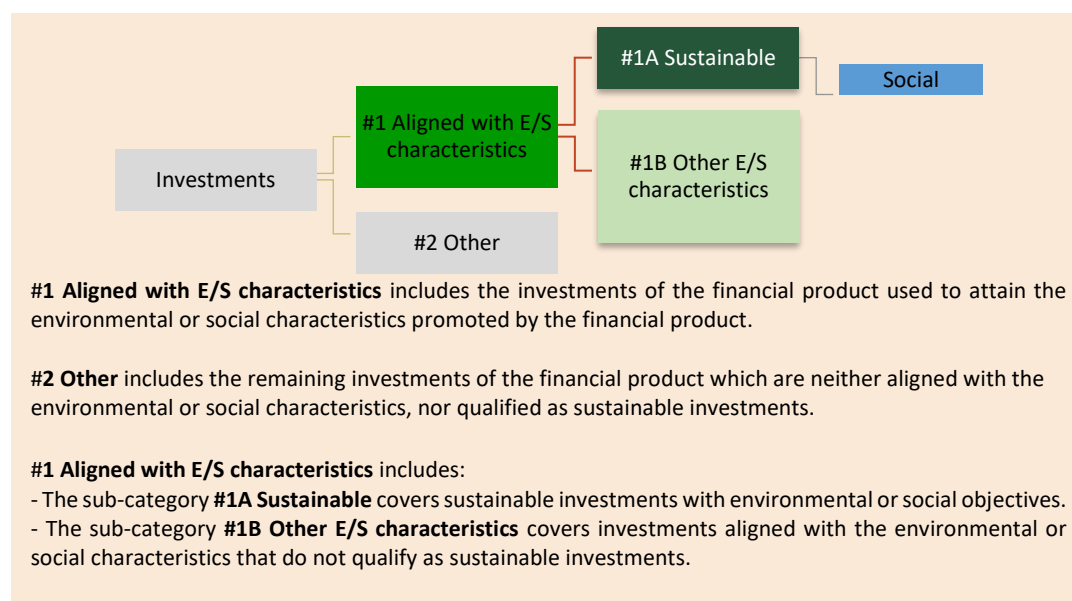 #1A Sustainable
Social
#1 Aligned with E/S
characteristics
#1B Other E/S
characteristics
Investments
#2 Other
#1 Aligned with E/S characteristics includes the investments of the financial product used to attain the
environmental or social characteristics promoted by the financial product.
#2 Other includes the remaining investments of the financial product which are neither aligned with the
environmental or social characteristics, nor qualified as sustainable investments.
#1 Aligned with E/S characteristics includes:
- The sub-category #1A Sustainable covers sustainable investments with environmental or social objectives.
- The sub-category #1B Other E/S characteristics covers investments aligned with the environmental or
social characteristics that do not qualify as sustainable investments.